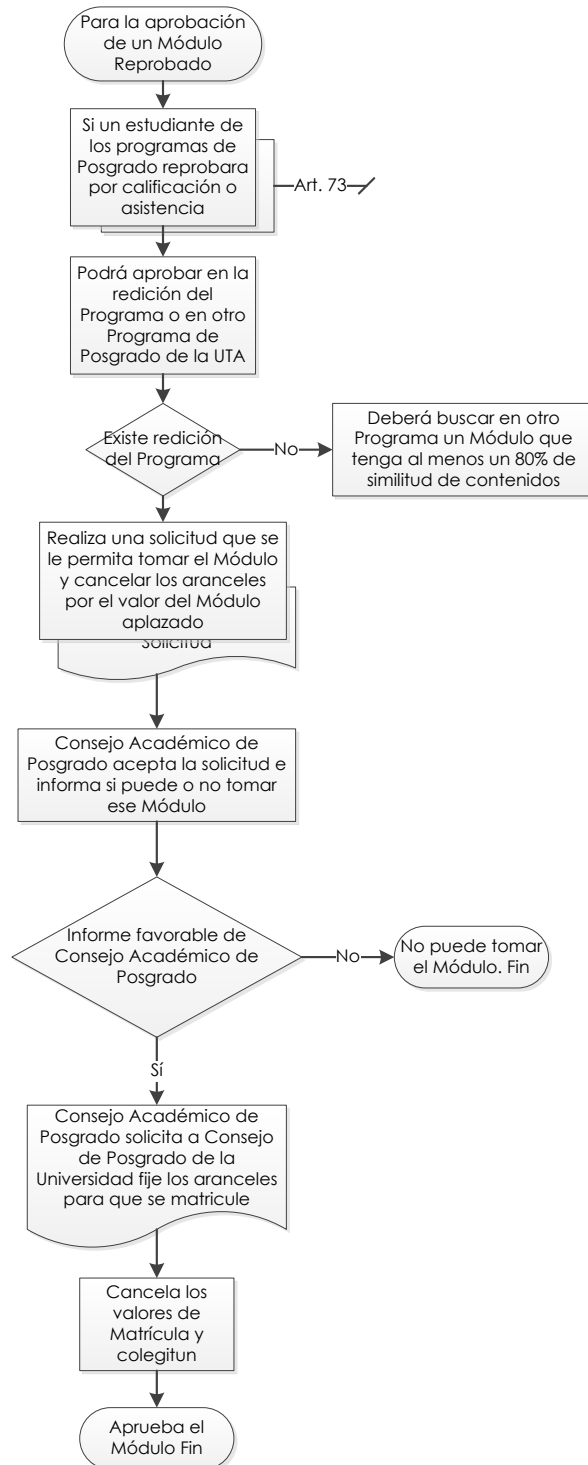 Para la aprobación
de un Módulo
Reprobado
Si un estudiante de
los programas de
Posgrado reprobara
por calificación o
asistencia
Art. 73
Podrá aprobar en la
redición del
Programa o en otro
Programa de
Posgrado de la UTA
Existe redición
del Programa
No
Deberá buscar en otro
Programa un Módulo que
tenga al menos un 80% de
similitud de contenidos
Realiza una solicitud que se
le permita tomar el Módulo
y cancelar los aranceles
por el valor del Módulo
aplazado
Solicitud
Consejo Académico de
Posgrado acepta la solicitud e
informa si puede o no tomar
ese Módulo
Informe favorable de
Consejo Académico de
Posgrado
No
No puede tomar
el Módulo. Fin
Sí
Consejo Académico de
Posgrado solicita a Consejo
de Posgrado de la
Universidad fije los aranceles
para que se matricule
Cancela los
valores de
Matrícula y
colegitun
Aprueba el
Módulo Fin